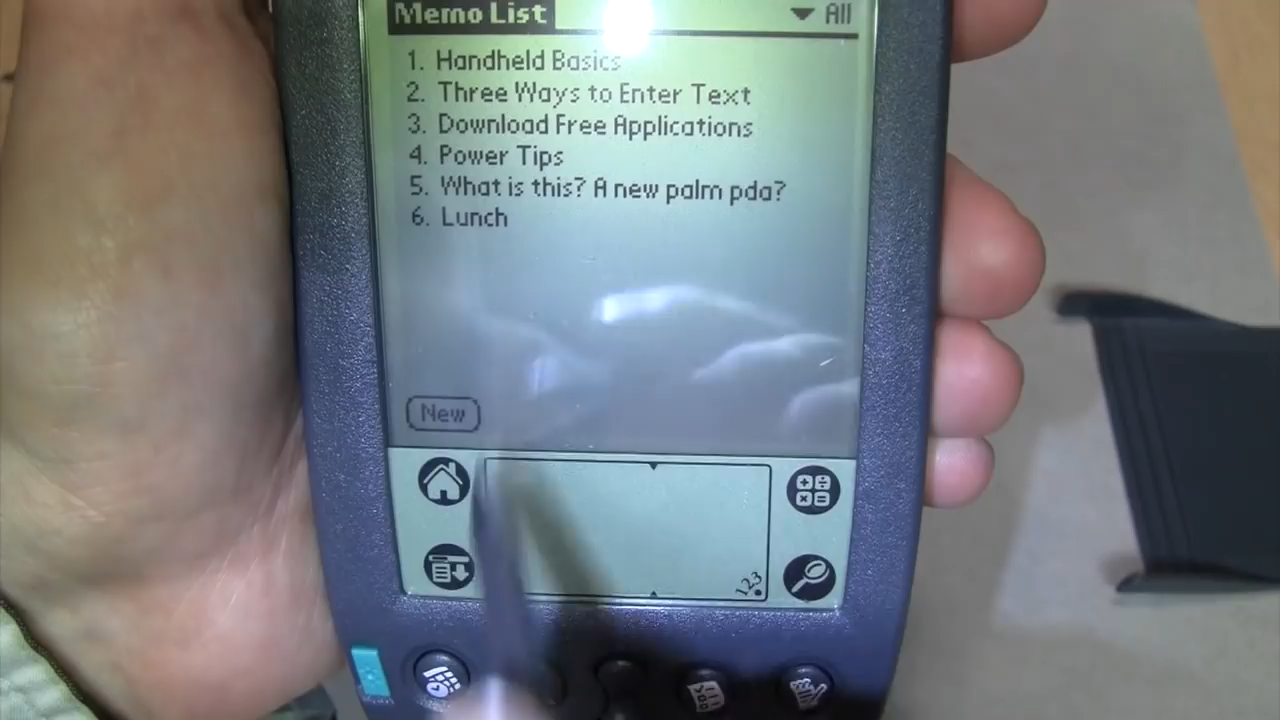 Memo List
All
1. Handheld Basics
2. Three Ways to Enter Text
3. Download Free Applications
4. Power Tips
5. What is this? A new palm pda?
6. Lunch
New
123